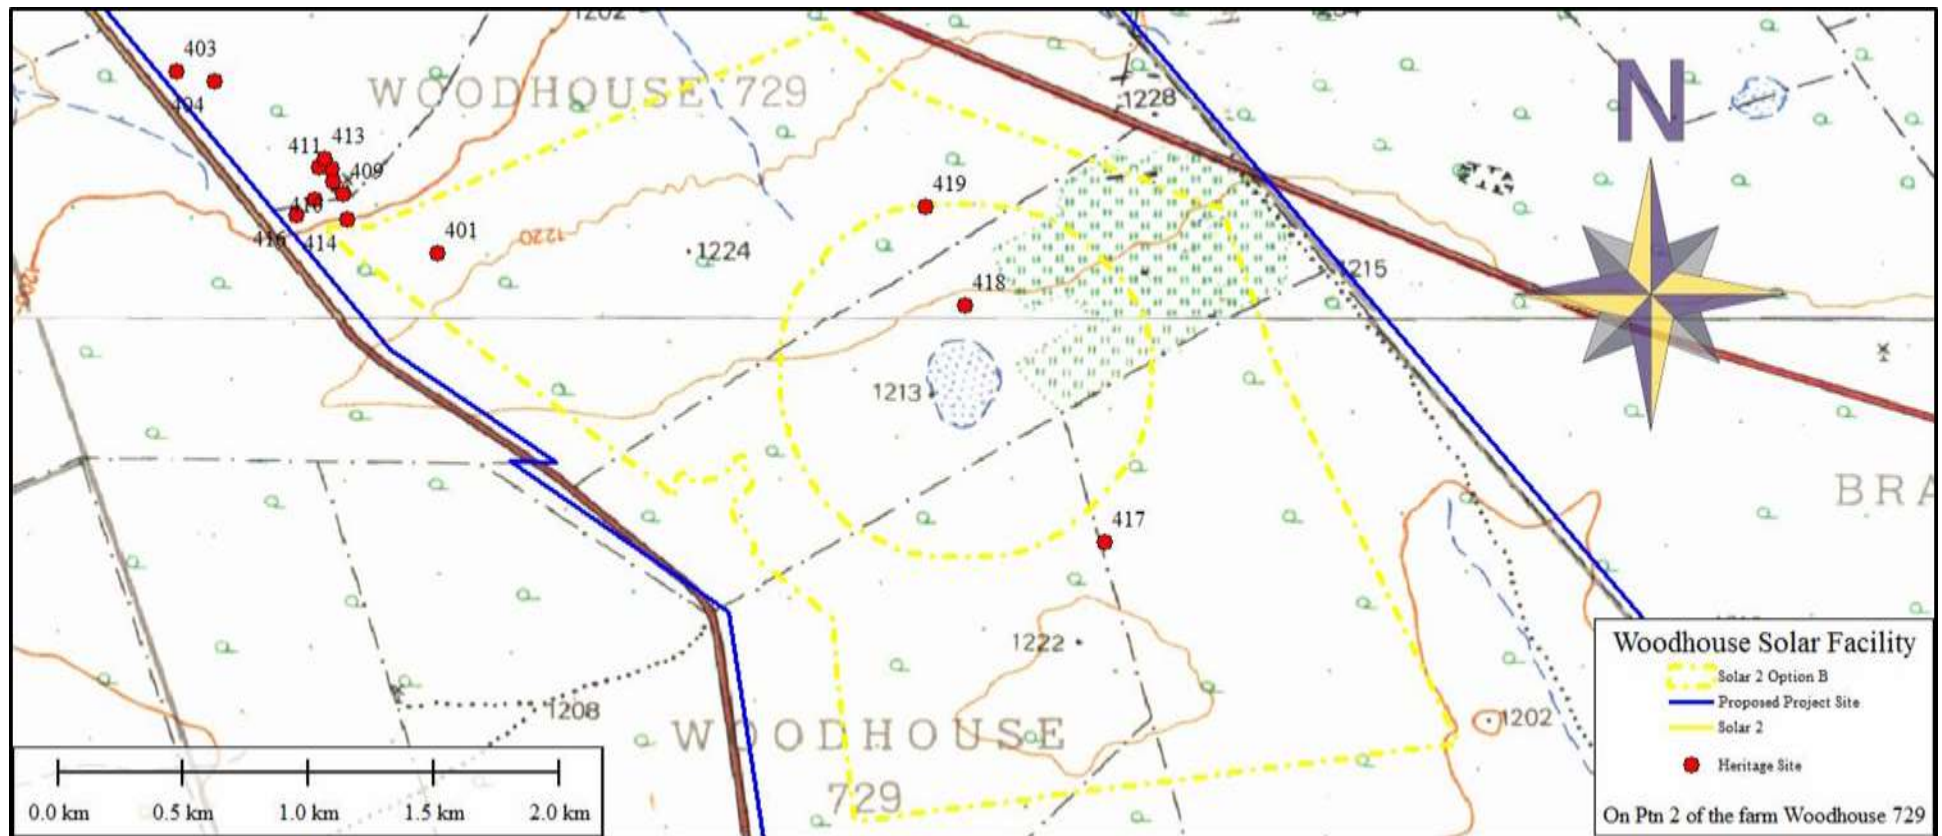 1202
403
404
WOODHOUSE 729
1228
N
411
413
409
410
416
414
401
1220
1224
419
418
1215
1213
417
BRA
1222
1202
1208
WOODHOUSE
729
0.0 km 0.5 km 1.0 km 1.5 km 2.0 km
Woodhouse Solar Facility
Solar 2 Option B
Proposed Project Site
Solar 2
Heritage Site
On Ptn 2 of the farm Woodhouse 729